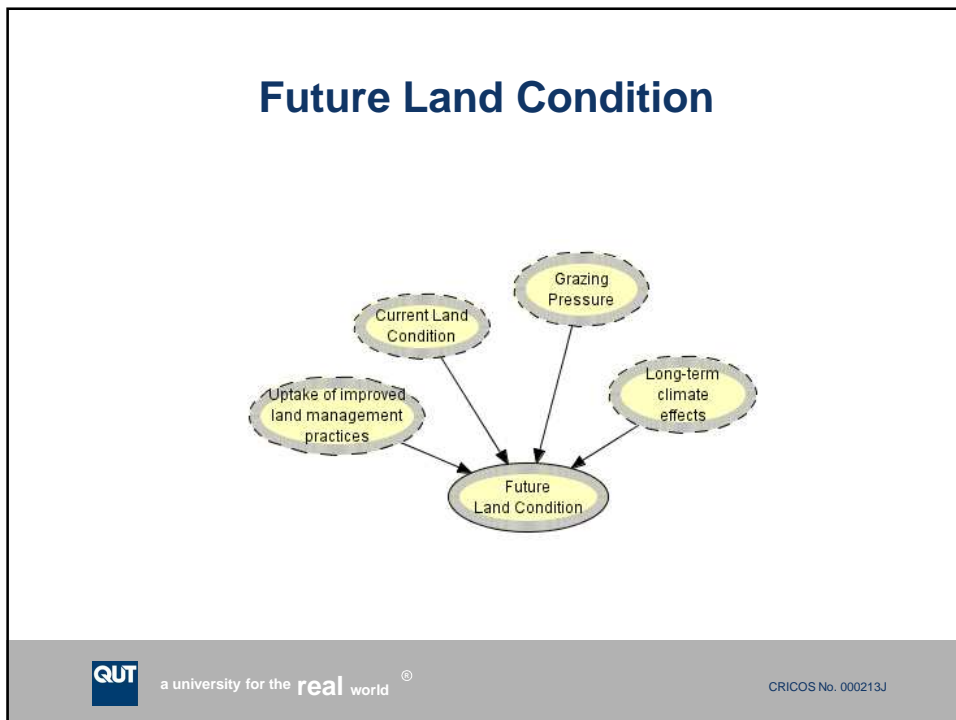 Future Land Condition
Grazing
Pressure
Current Land
Condition
Long-term
climate
effects
Uptake of improved
land management
practices
Future
Land Condition
QUT
a university for the real world ®
CRICOS No. 000213J